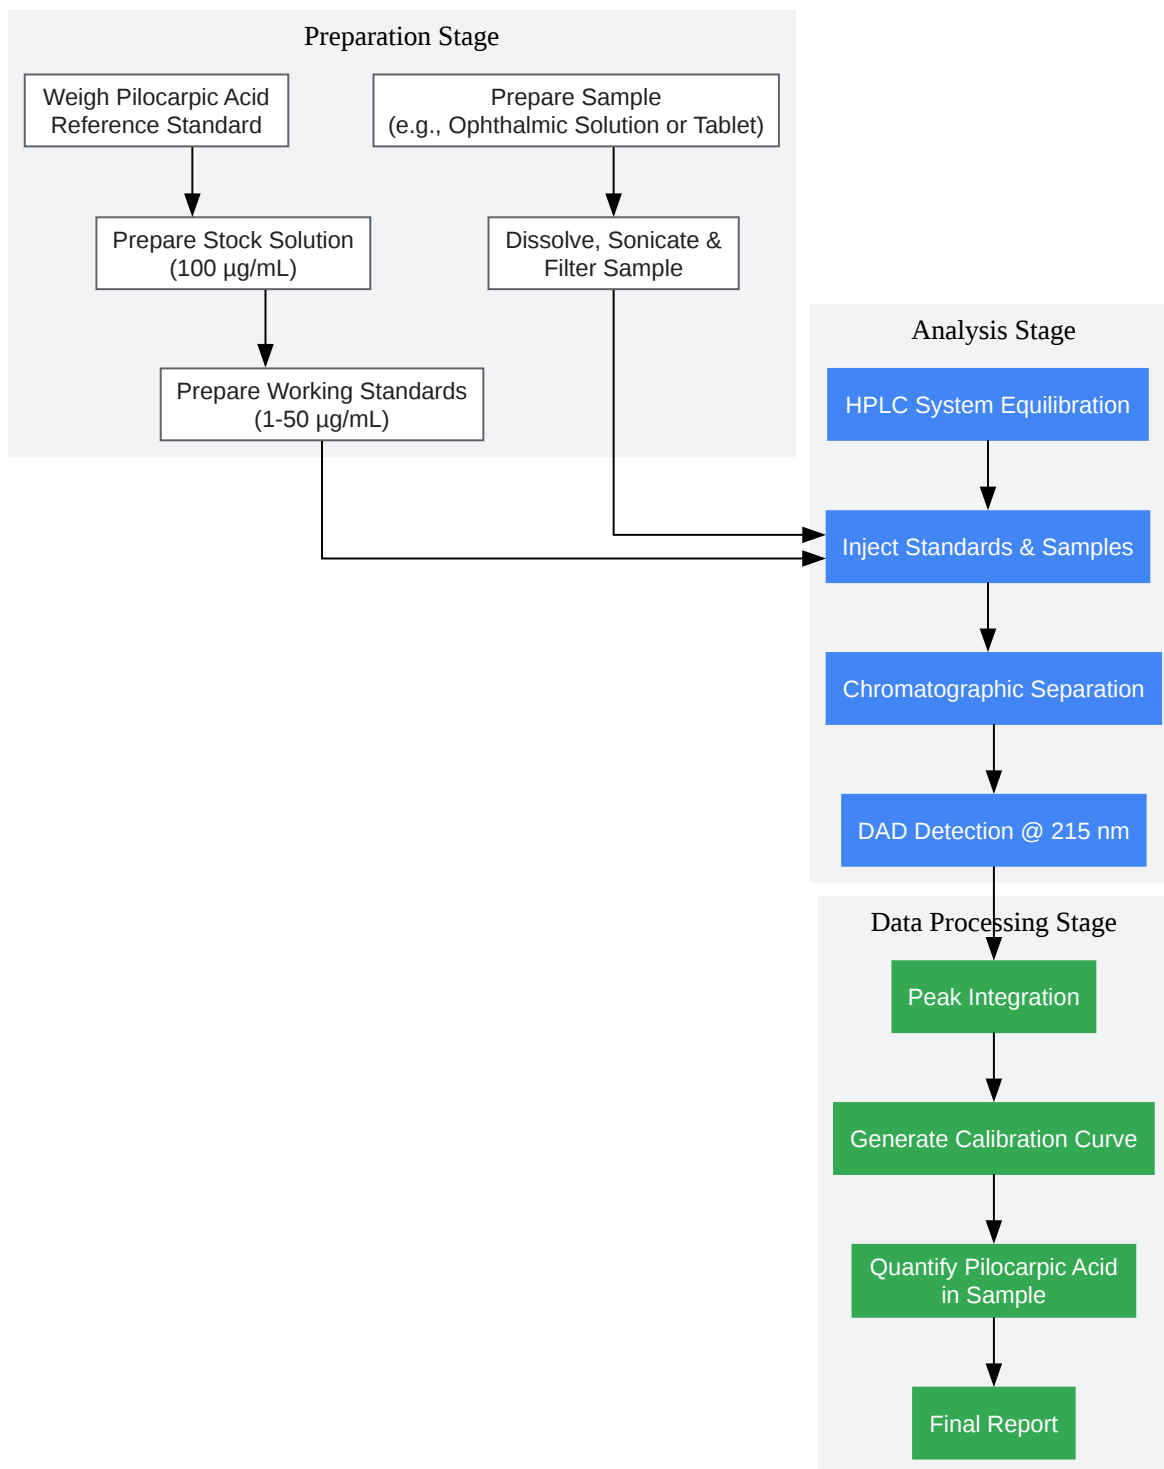 Preparation Stage
Weigh Pilocarpic Acid
Reference Standard
Prepare Sample
(e.g., Ophthalmic Solution or Tablet)
Prepare Stock Solution
(100 µg/mL)
Dissolve, Sonicate &
Filter Sample
Prepare Working Standards
(1-50 µg/mL)
Analysis Stage
HPLC System Equilibration
Inject Standards & Samples
Chromatographic Separation
DAD Detection @ 215 nm
Data Processing Stage
Peak Integration
Generate Calibration Curve
Quantify Pilocarpic Acid
in Sample
Final Report